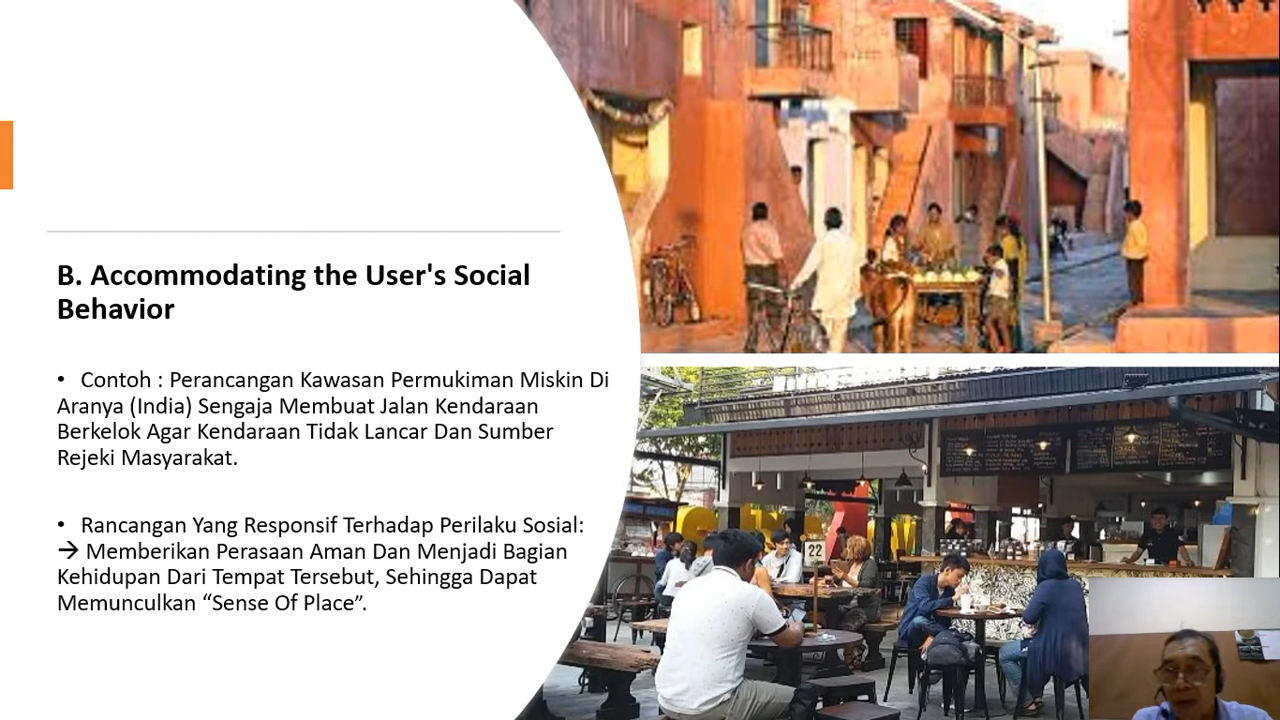 B. Accommodating the User's Social
Behavior
• Contoh : Perancangan Kawasan Permukiman Miskin Di
Aranya (India) Sengaja Membuat Jalan Kendaraan
Berkelok Agar Kendaraan Tidak Lancar Dan Sumber
Rejeki Masyarakat.
• Rancangan Yang Responsif Terhadap Perilaku Sosial:
→ Memberikan Perasaan Aman Dan Menjadi Bagian
Kehidupan Dari Tempat Tersebut, Sehingga Dapat
Memunculkan “Sense Of Place”.
22